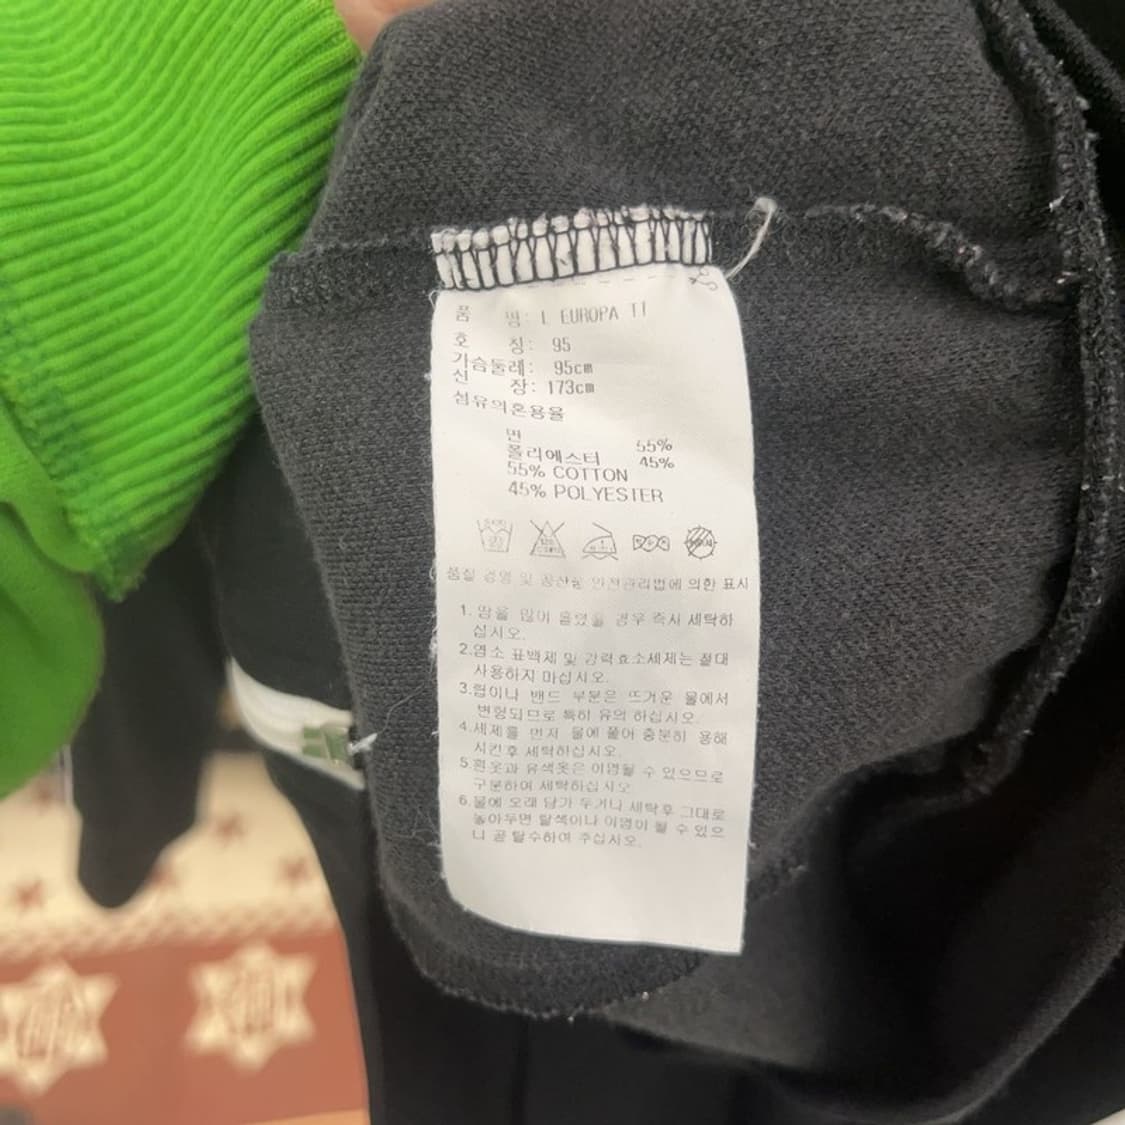 품 명: L EUROPA TI
호 칭: 95
가슴둘레: 95cm
신 장: 173cm
섬유의혼용율
면 55%
폴리에스터 45%
55% COTTON
45% POLYESTER
품질 경영 및 공산품 안전관리법에 의한 표시
1. 땀을 많이 흘렸을 경우 즉시 세탁하
십시오.
2.염소 표백제 및 강력효소세제는 절대
사용하지 마십시오.
3.립이나 밴드 부분은 뜨거운 물에서
변형되므로 특히 유의 하십시오.
4.세제를 먼저 물에 풀어 충분히 용해
시킨후 세탁하십시오.
5.흰옷과 유색옷은 이염될 수 있으므로
구분하여 세탁하십시오
6.물에 오래 담가 두거나 세탁후 그대로
놓아두면 탈색이나 이염이 될 수 있으
니 곧 탈수하여 주십시오.